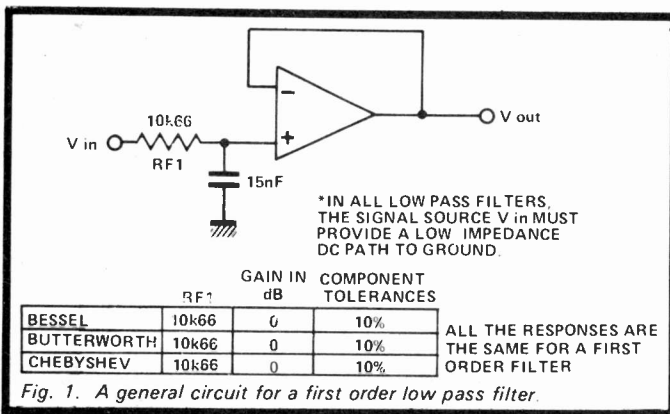 10k66
V in
RF1
15nF
V out
*IN ALL LOW PASS FILTERS,
THE SIGNAL SOURCE V in MUST
PROVIDE A LOW IMPEDANCE
DC PATH TO GROUND.
RF1 GAIN IN dB COMPONENT TOLERANCES
BESSEL 10k66 0 10%
BUTTERWORTH 10k66 0 10%
CHEBYSHEV 10k66 0 10%
ALL THE RESPONSES ARE
THE SAME FOR A FIRST
ORDER FILTER
Fig. 1. A general circuit for a first order low pass filter.